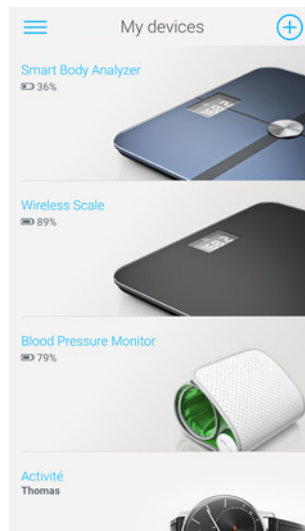 My devices
Smart Body Analyzer
36%
Wireless Scale
89%
Blood Pressure Monitor
79%
Activité
Thomas